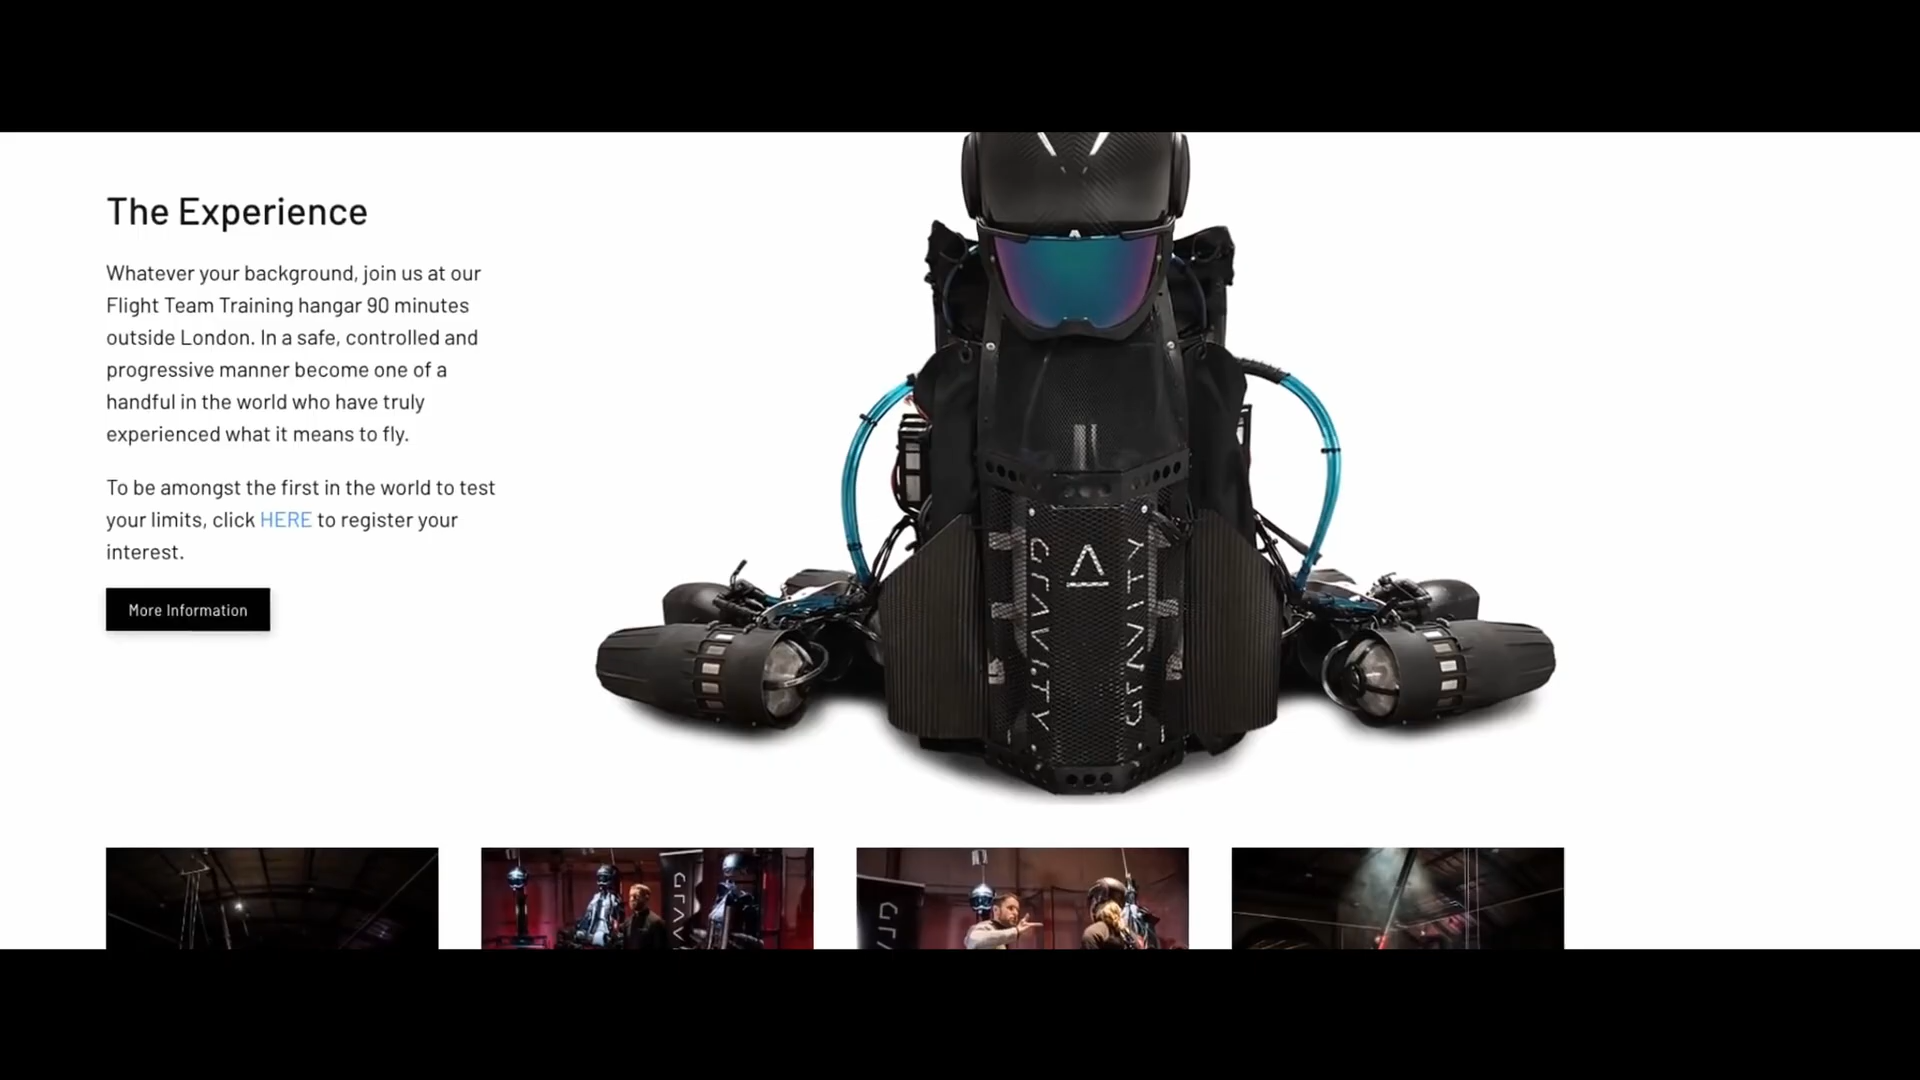 The Experience
Whatever your background, join us at our
Flight Team Training hangar 90 minutes
outside London. In a safe, controlled and
progressive manner become one of a
handful in the world who have truly
experienced what it means to fly.
To be amongst the first in the world to test
your limits, click HERE to register your
interest.
More Information
GRAVITY
GRAVITY